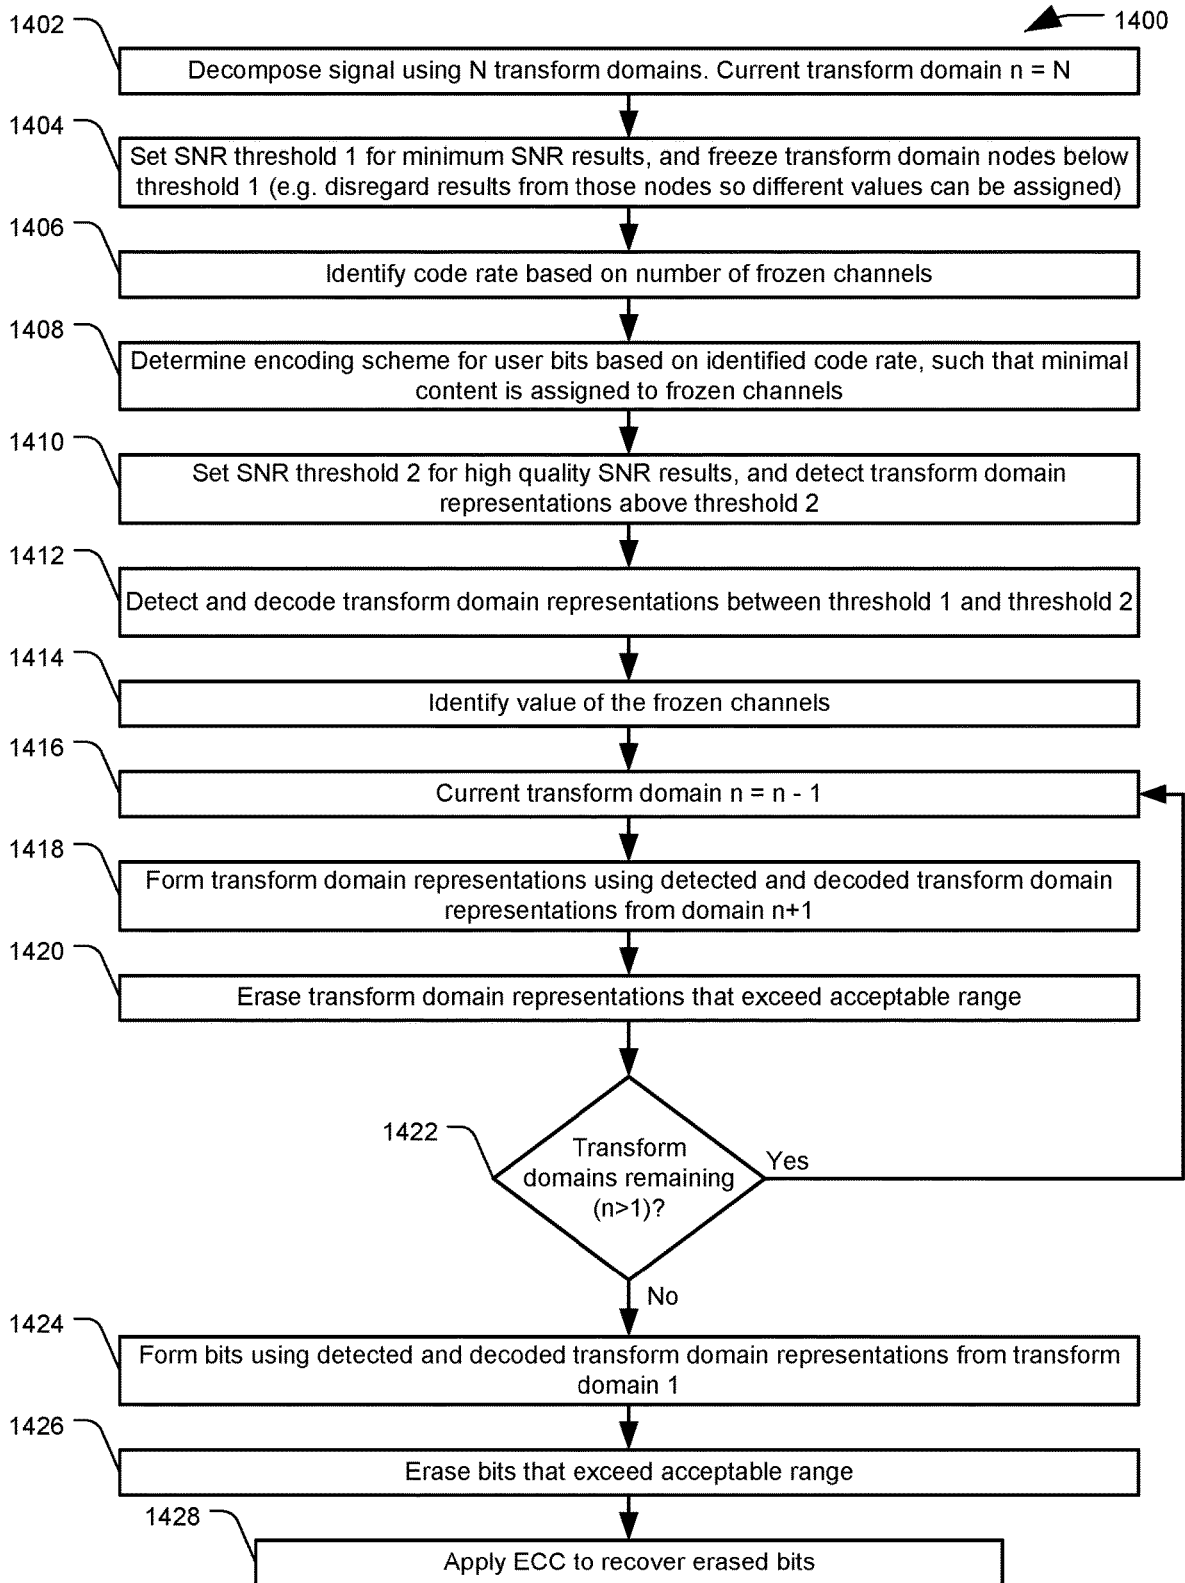 1402
1400
Decompose signal using N transform domains. Current transform domain n = N
1404
Set SNR threshold 1 for minimum SNR results, and freeze transform domain nodes below
threshold 1 (e.g. disregard results from those nodes so different values can be assigned)
1406
Identify code rate based on number of frozen channels
1408
Determine encoding scheme for user bits based on identified code rate, such that minimal
content is assigned to frozen channels
1410
Set SNR threshold 2 for high quality SNR results, and detect transform domain
representations above threshold 2
1412
Detect and decode transform domain representations between threshold 1 and threshold 2
1414
Identify value of the frozen channels
1416
Current transform domain n = n - 1
1418
Form transform domain representations using detected and decoded transform domain
representations from domain n+1
1420
Erase transform domain representations that exceed acceptable range
1422
Transform
domains remaining
(n>1)?
Yes
No
1424
Form bits using detected and decoded transform domain representations from transform
domain 1
1426
Erase bits that exceed acceptable range
1428
Apply ECC to recover erased bits